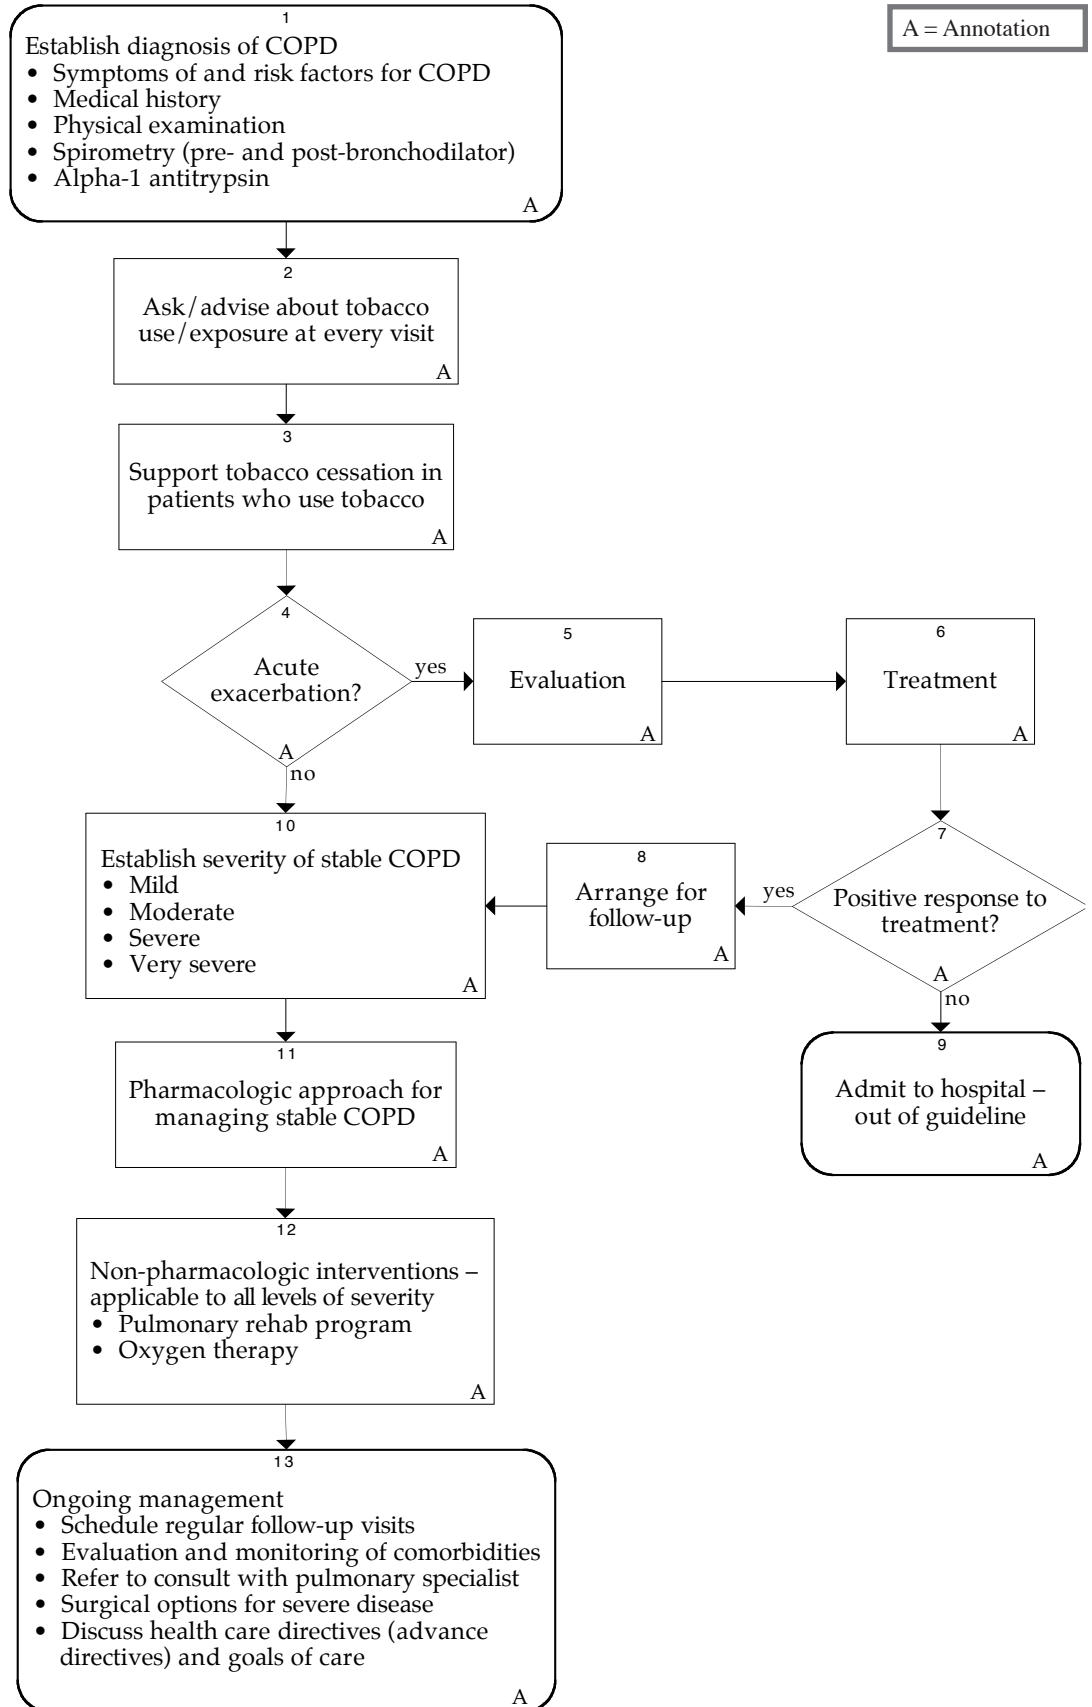 1
A = Annotation
Establish diagnosis of COPD
• Symptoms of and risk factors for COPD
• Medical history
• Physical examination
• Spirometry (pre- and post-bronchodilator)
• Alpha-1 antitrypsin
A
2
Ask/advise about tobacco
use/exposure at every visit
A
3
Support tobacco cessation in
patients who use tobacco
A
4
Acute
exacerbation?
A
yes
no
5
Evaluation
A
6
Treatment
A
7
Positive response to
treatment?
A
yes
no
8
Arrange for
follow-up
A
9
Admit to hospital –
out of guideline
A
10
Establish severity of stable COPD
• Mild
• Moderate
• Severe
• Very severe
A
11
Pharmacologic approach for
managing stable COPD
A
12
Non-pharmacologic interventions –
applicable to all levels of severity
• Pulmonary rehab program
• Oxygen therapy
A
13
Ongoing management
• Schedule regular follow-up visits
• Evaluation and monitoring of comorbidities
• Refer to consult with pulmonary specialist
• Surgical options for severe disease
• Discuss health care directives (advance
directives) and goals of care
A